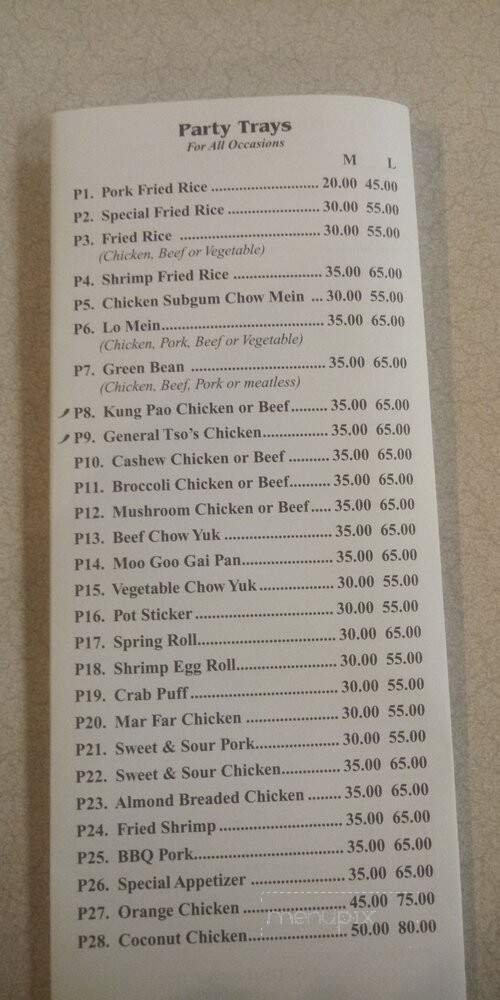 Party Trays
For All Occasions
M L
P1. Pork Fried Rice ............................ 20.00 45.00
P2. Special Fried Rice ........................ 30.00 55.00
P3. Fried Rice .................................... 30.00 55.00
(Chicken, Beef or Vegetable)
P4. Shrimp Fried Rice ....................... 35.00 65.00
P5. Chicken Subgum Chow Mein ... 30.00 55.00
P6. Lo Mein......................................... 35.00 65.00
(Chicken, Pork, Beef or Vegetable)
P7. Green Bean .................................. 35.00 65.00
(Chicken, Beef, Pork or meatless)
P8. Kung Pao Chicken or Beef......... 35.00 65.00
P9. General Tso's Chicken................ 35.00 65.00
P10. Cashew Chicken or Beef .......... 35.00 65.00
P11. Broccoli Chicken or Beef.......... 35.00 65.00
P12. Mushroom Chicken or Beef..... 35.00 65.00
P13. Beef Chow Yuk ........................... 35.00 65.00
P14. Moo Goo Gai Pan....................... 35.00 65.00
P15. Vegetable Chow Yuk................... 30.00 55.00
P16. Pot Sticker ................................... 30.00 55.00
P17. Spring Roll................................... 30.00 65.00
P18. Shrimp Egg Roll......................... 30.00 55.00
P19. Crab Puff ..................................... 30.00 55.00
P20. Mar Far Chicken ....................... 30.00 55.00
P21. Sweet & Sour Pork..................... 30.00 55.00
P22. Sweet & Sour Chicken.............. 35.00 65.00
P23. Almond Breaded Chicken ........ 35.00 65.00
P24. Fried Shrimp ............................... 35.00 65.00
P25. BBQ Pork..................................... 35.00 65.00
P26. Special Appetizer ....................... 35.00 65.00
P27. Orange Chicken ......................... 45.00 75.00
P28. Coconut Chicken........................ 50.00 80.00
menupix